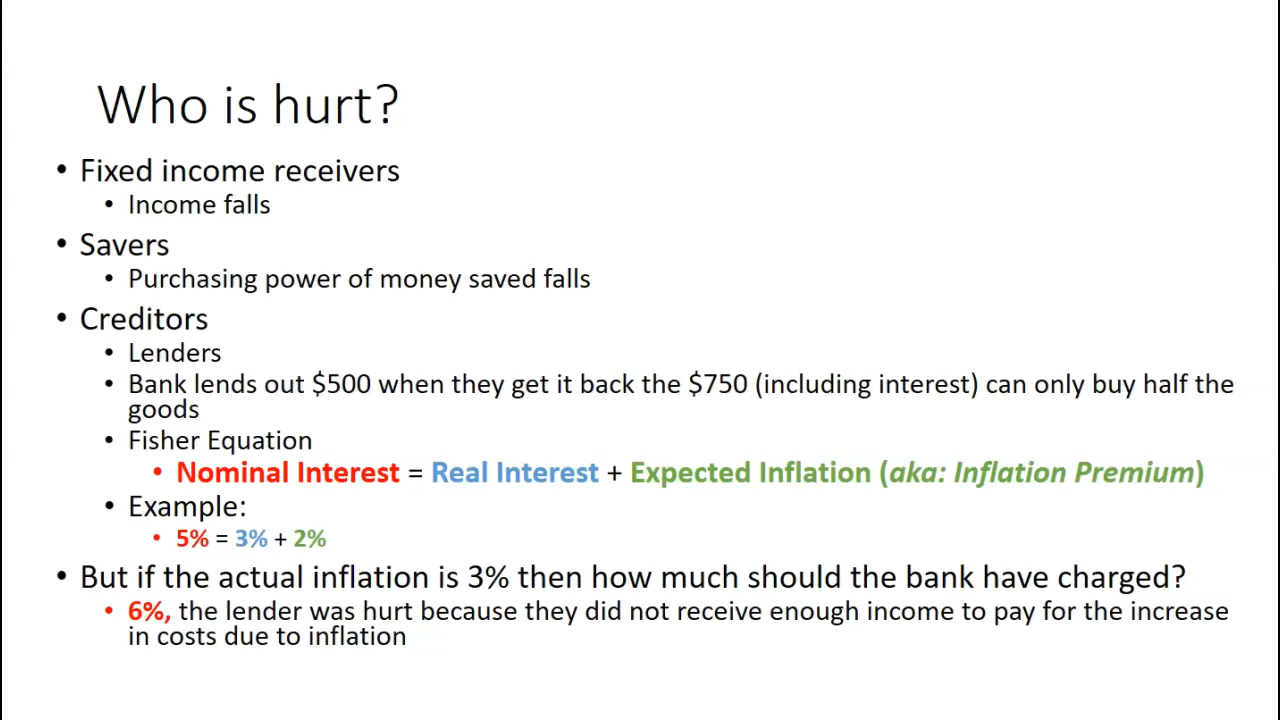 Who is hurt?
• Fixed income receivers
• Income falls
• Savers
• Purchasing power of money saved falls
• Creditors
• Lenders
• Bank lends out $500 when they get it back the $750 (including interest) can only buy half the
goods
• Fisher Equation
• Nominal Interest = Real Interest + Expected Inflation (aka: Inflation Premium)
• Example:
• 5% = 3% + 2%
• But if the actual inflation is 3% then how much should the bank have charged?
• 6%, the lender was hurt because they did not receive enough income to pay for the increase
in costs due to inflation